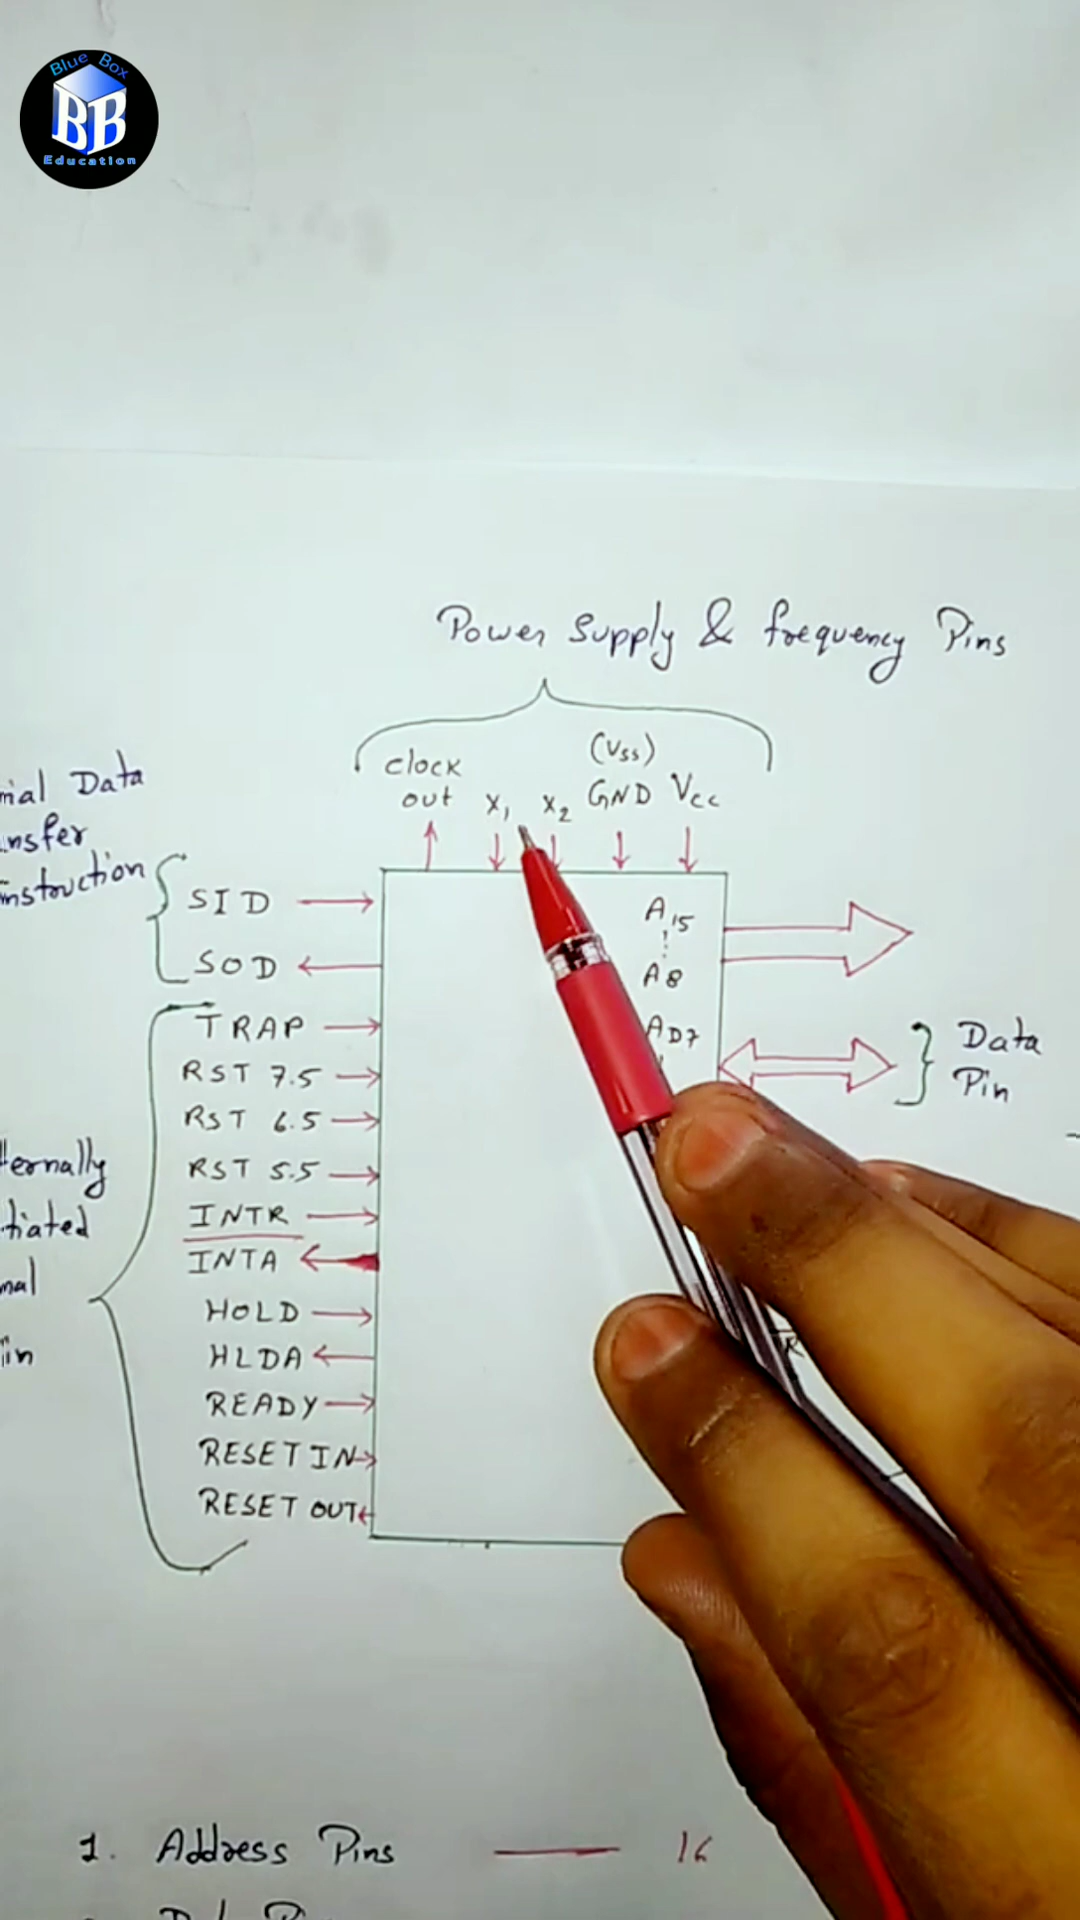 Blue Box
BB
Education
Power Supply & frequency Pins
(Vss)
clock
out X1 X2 GND Vcc
Data
SID
SOD
TRAP
RST 7.5
RST 6.5
RST 5.5
INTR
INTA
HOLD
HLDA
READY
RESET IN
RESET OUT
A15
A8
AD7
Data
Pin
1. Address Pins — 16